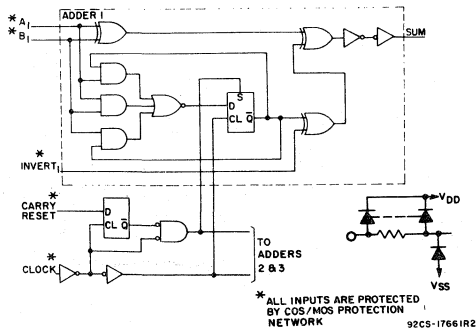 ADDER 1
* A1
* B1
SUM
S
D
CL Q̅
*
INVERT1
*
CARRY
RESET
D
Q̅
*
CLOCK
TO
ADDERS
2 & 3
VDD
VSS
* ALL INPUTS ARE PROTECTED
BY COS/MOS PROTECTION
NETWORK
92CS-17661R2